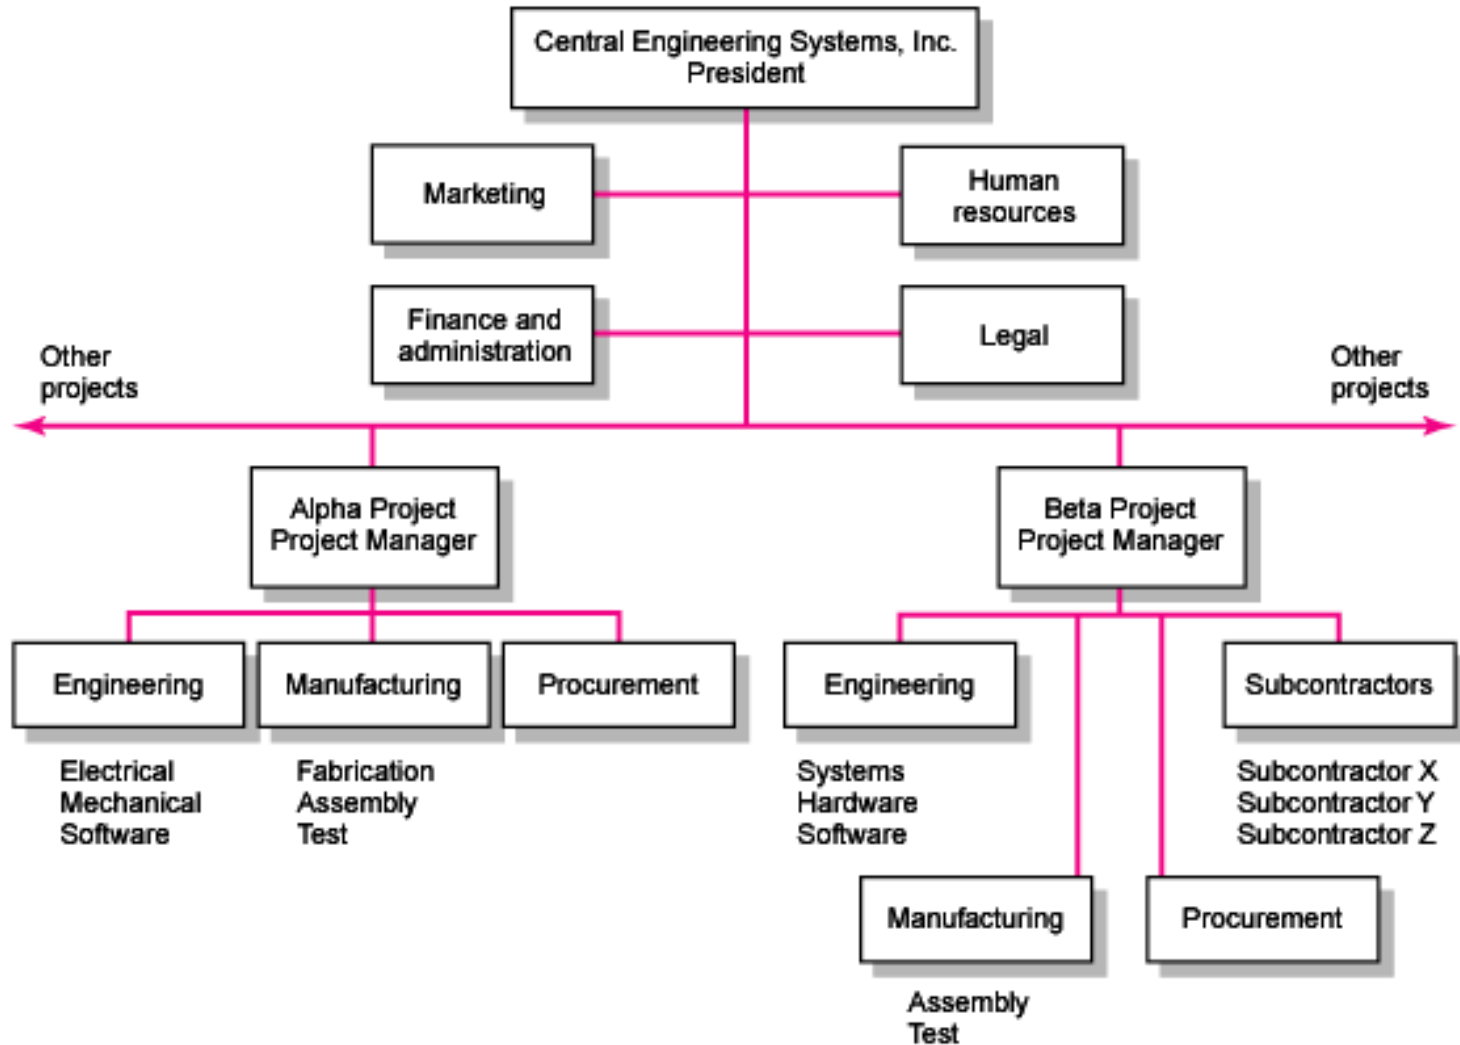 Central Engineering Systems, Inc.
President
Marketing
Human
resources
Finance and
administration
Legal
Other
projects
Other
projects
Alpha Project
Project Manager
Beta Project
Project Manager
Engineering
Manufacturing
Procurement
Engineering
Subcontractors
Electrical
Mechanical
Software
Fabrication
Assembly
Test
Systems
Hardware
Software
Subcontractor X
Subcontractor Y
Subcontractor Z
Manufacturing
Procurement
Assembly
Test